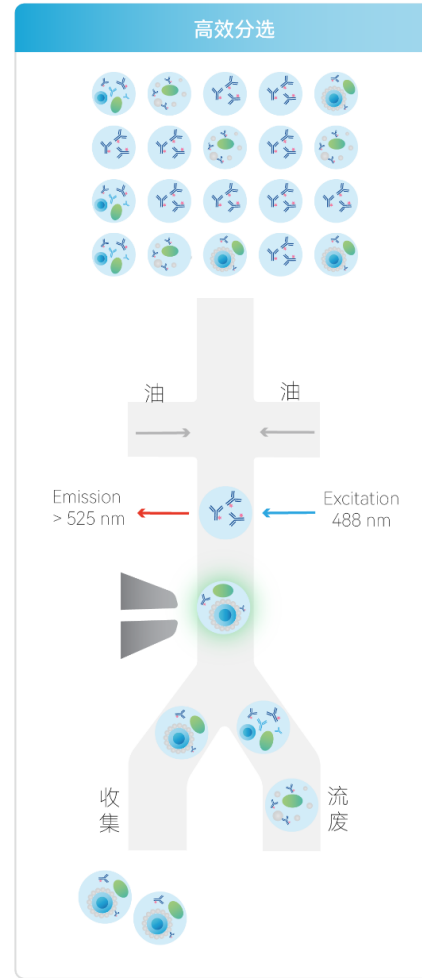 高效分选
油
油
Emission
> 525 nm
Excitation
488 nm
收
集
流
废